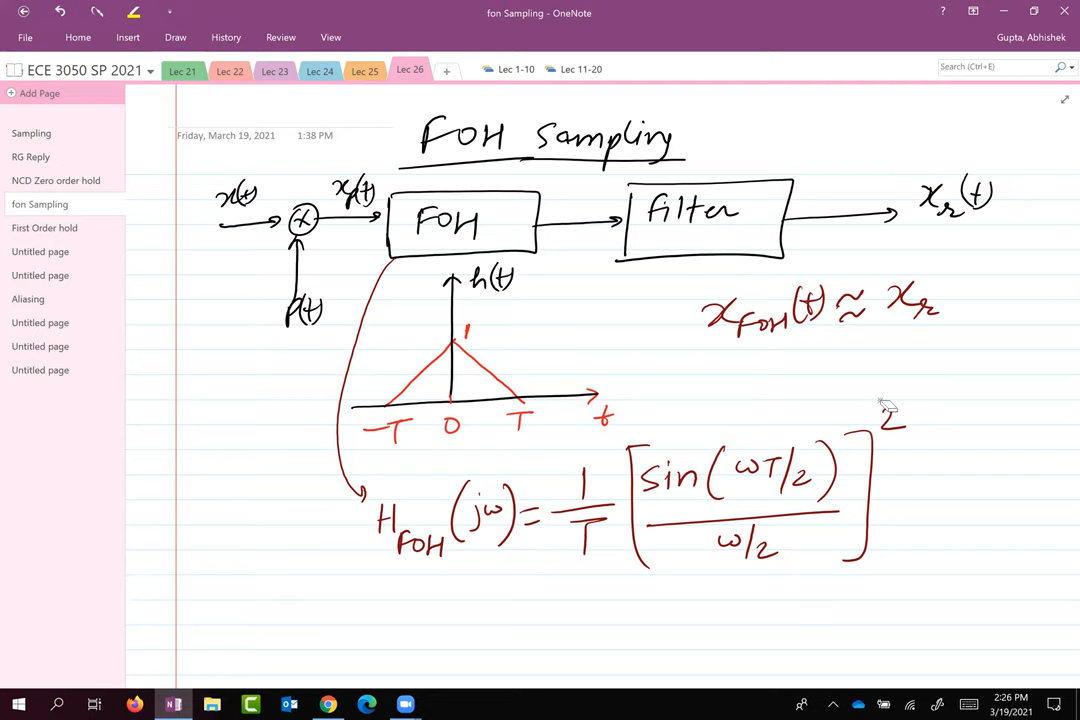 fon Sampling - OneNote
?
File Home Insert Draw History Review View
Gupta, Abhishek
ECE 3050 SP 2021
Lec 21 Lec 22 Lec 23 Lec 24 Lec 25 Lec 26 + Lec 1-10 Lec 11-20
Search (Ctrl+E)
Add Page
Sampling
RG Reply
NCD Zero order hold
fon Sampling
First Order hold
Untitled page
Untitled page
Aliasing
Untitled page
Untitled page
Untitled page
Friday, March 19, 2021 1:38 PM
FOH Sampling
x(t) × xp(t) FOH Filter xr(t)
p(t)
h(t)
xFOH(t) ≈ xr
1
-T 0 T t
HFOH(jω) = 1/T [sin(ωT/2) / ω/2]^2
2:26 PM
3/19/2021